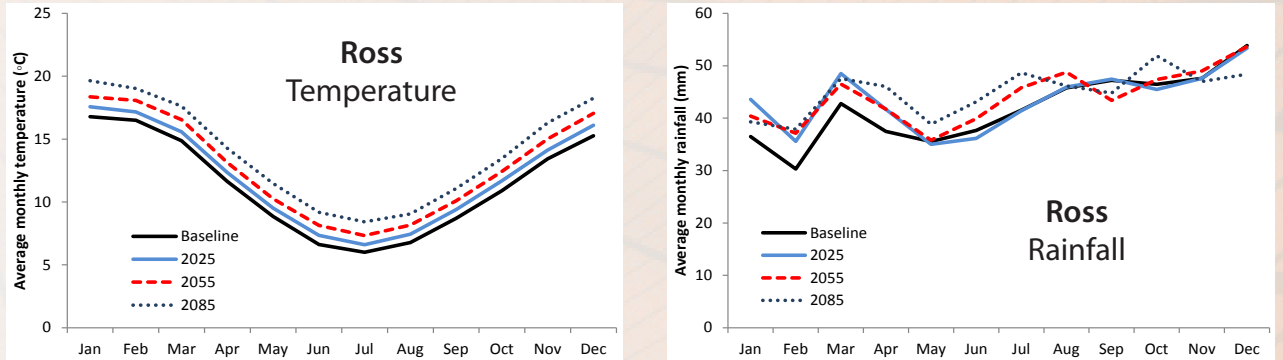 Average monthly temperature (◦C)
25
20
15
10
5
0
Ross
Temperature
Baseline
2025
2055
2085
Jan Feb Mar Apr May Jun Jul Aug Sep Oct Nov Dec
Average monthly rainfall (mm)
60
50
40
30
20
10
0
Ross
Rainfall
Baseline
2025
2055
2085
Jan Feb Mar Apr May Jun Jul Aug Sep Oct Nov Dec